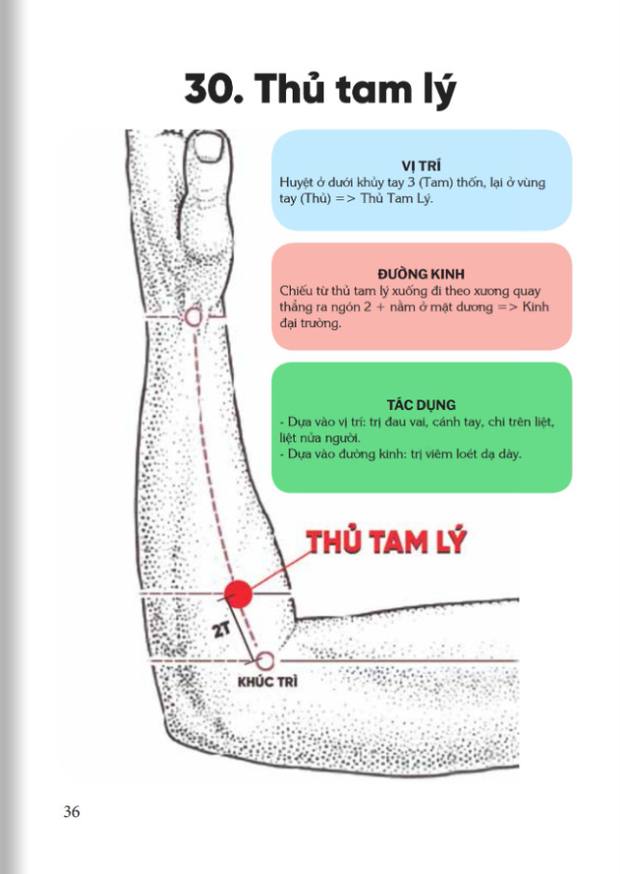 30. Thủ tam lý
VỊ TRÍ
Huyệt ở dưới khủy tay 3 (Tam) thốn, lại ở vùng
tay (Thủ) => Thủ Tam Lý.
ĐƯỜNG KINH
Chiếu từ thủ tam lý xuống đi theo xương quay
thẳng ra ngón 2 + nằm ở mặt dương => Kinh
đại trường.
TÁC DỤNG
- Dựa vào vị trí: trị đau vai, cánh tay, chi trên liệt,
liệt nửa người.
- Dựa vào đường kinh: trị viêm loét dạ dày.
THỦ TAM LÝ
2T
KHÚC TRÌ
36